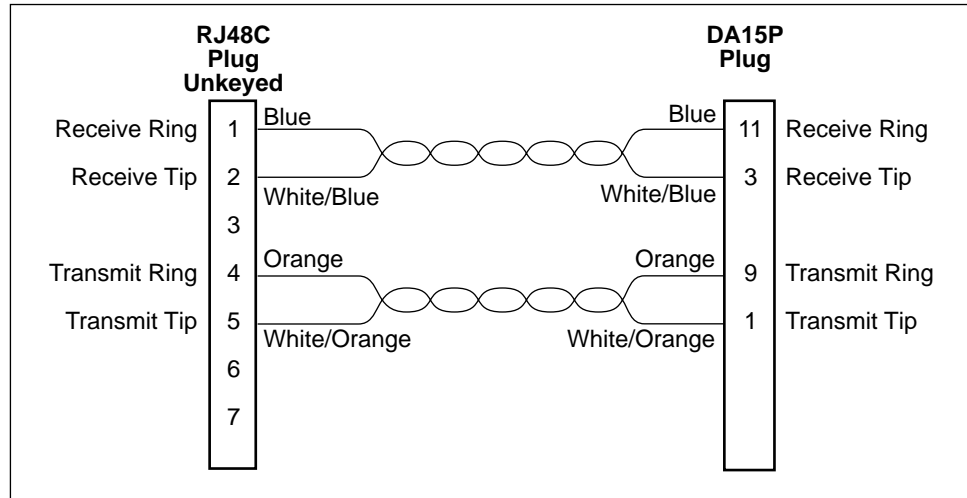 RJ48C
Plug
Unkeyed
DA15P
Plug
Receive Ring 1 Blue Blue 11 Receive Ring
Receive Tip 2 White/Blue White/Blue 3 Receive Tip
3
Transmit Ring 4 Orange Orange 9 Transmit Ring
Transmit Tip 5 White/Orange White/Orange 1 Transmit Tip
6
7